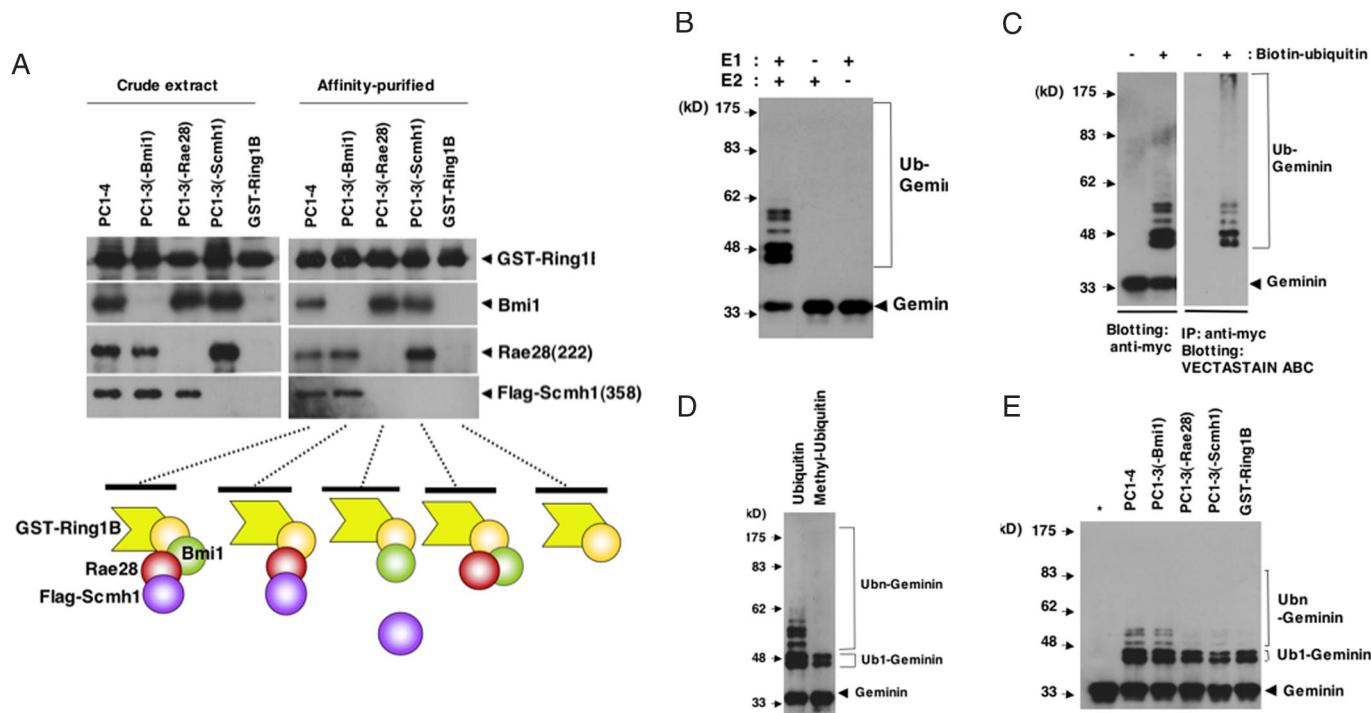 A
Crude extract
Affinity-purified
PC1-4
PC1-3(-Bmi1)
PC1-3(-Rae28)
PC1-3(-Scmh1)
GST-Ring1B
PC1-4
PC1-3(-Bmi1)
PC1-3(-Rae28)
PC1-3(-Scmh1)
GST-Ring1B
GST-Ring1
Bmi1
Rae28(222)
Flag-Scmh1(358)
GST-Ring1B
Bmi1
Rae28
Flag-Scmh1
B
E1 : + - +
E2 : + + -
(kD) 175
83
62
48
33
Ub-
Gemi
Gemin
C
- + - + : Biotin-ubiquitin
(kD) 175
83
62
48
33
Ub-
Geminin
Geminin
Blotting:
anti-myc
IP: anti-myc
Blotting:
VECTASTAIN ABC
D
Ubiquitin
Methyl-Ubiquitin
kD)
175
83
62
48
33
Ubn-Geminin
Ub1-Geminin
Geminin
E
*
PC1-4
PC1-3(-Bmi1)
PC1-3(-Rae28)
PC1-3(-Scmh1)
GST-Ring1B
kD)
175
83
62
48
33
Ubn
-Geminin
Ub1-Geminin
Geminin